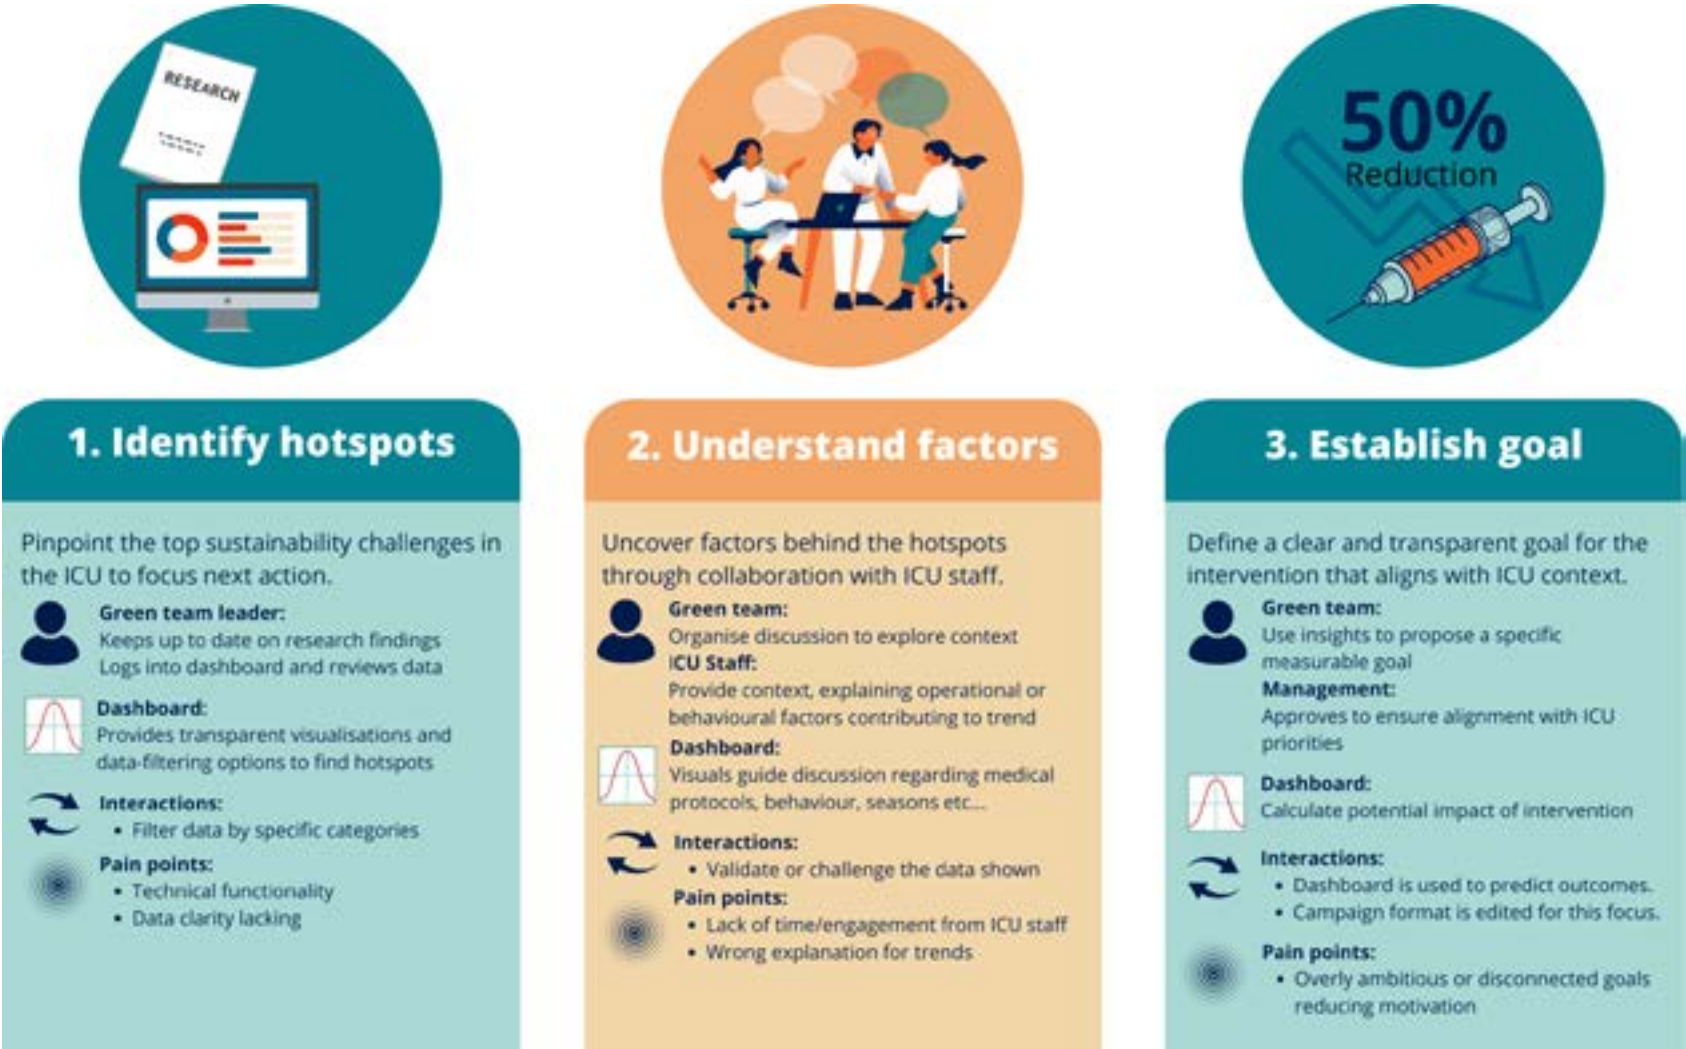 RESEARCH
50%
Reduction
1. Identify hotspots
Pinpoint the top sustainability challenges in
the ICU to focus next action.
Green team leader:
Keeps up to date on research findings
Logs into dashboard and reviews data
Dashboard:
Provides transparent visualisations and
data-filtering options to find hotspots
Interactions:
• Filter data by specific categories
Pain points:
• Technical functionality
• Data clarity lacking
2. Understand factors
Uncover factors behind the hotspots
through collaboration with ICU staff.
Green team:
Organise discussion to explore context
ICU Staff:
Provide context, explaining operational or
behavioural factors contributing to trend
Dashboard:
Visuals guide discussion regarding medical
protocols, behaviour, seasons etc...
Interactions:
• Validate or challenge the data shown
Pain points:
• Lack of time/engagement from ICU staff
• Wrong explanation for trends
3. Establish goal
Define a clear and transparent goal for the
intervention that aligns with ICU context.
Green team:
Use insights to propose a specific
measurable goal
Management:
Approves to ensure alignment with ICU
priorities
Dashboard:
Calculate potential impact of intervention
Interactions:
• Dashboard is used to predict outcomes.
• Campaign format is edited for this focus.
Pain points:
• Overly ambitious or disconnected goals
reducing motivation